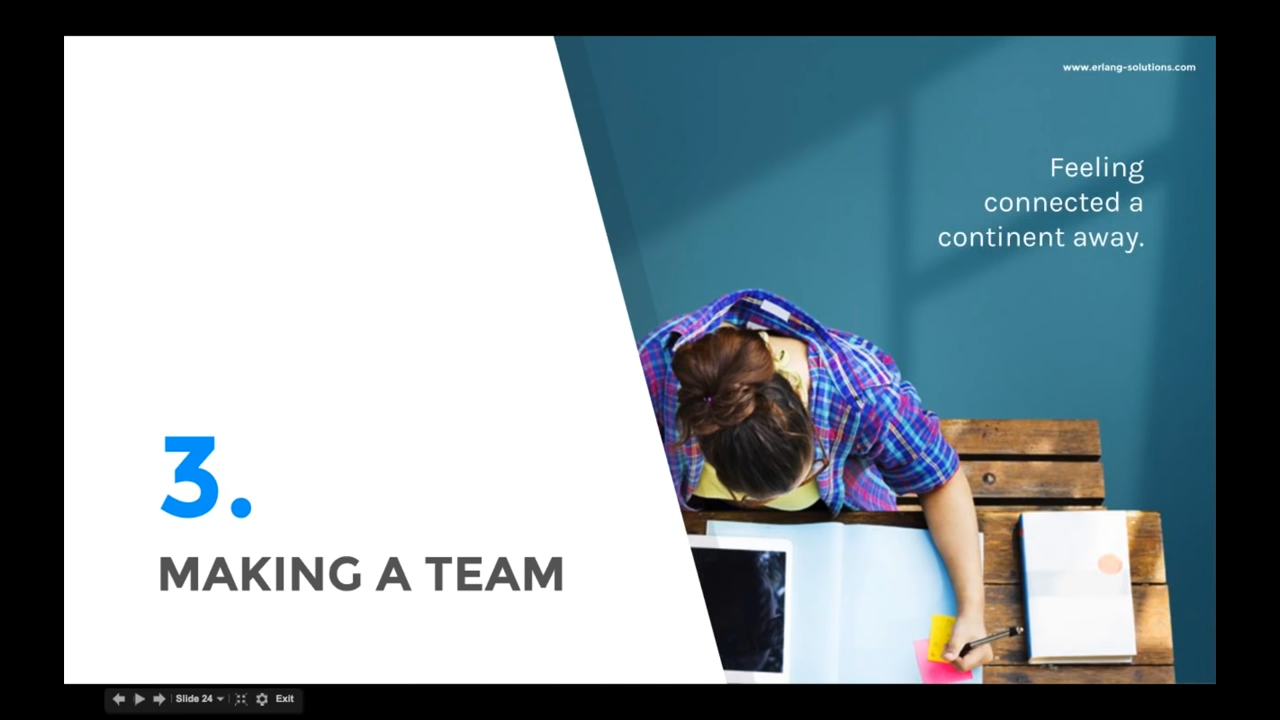 www.erlang-solutions.com
Feeling
connected a
continent away.
3.
MAKING A TEAM
Slide 24
Exit